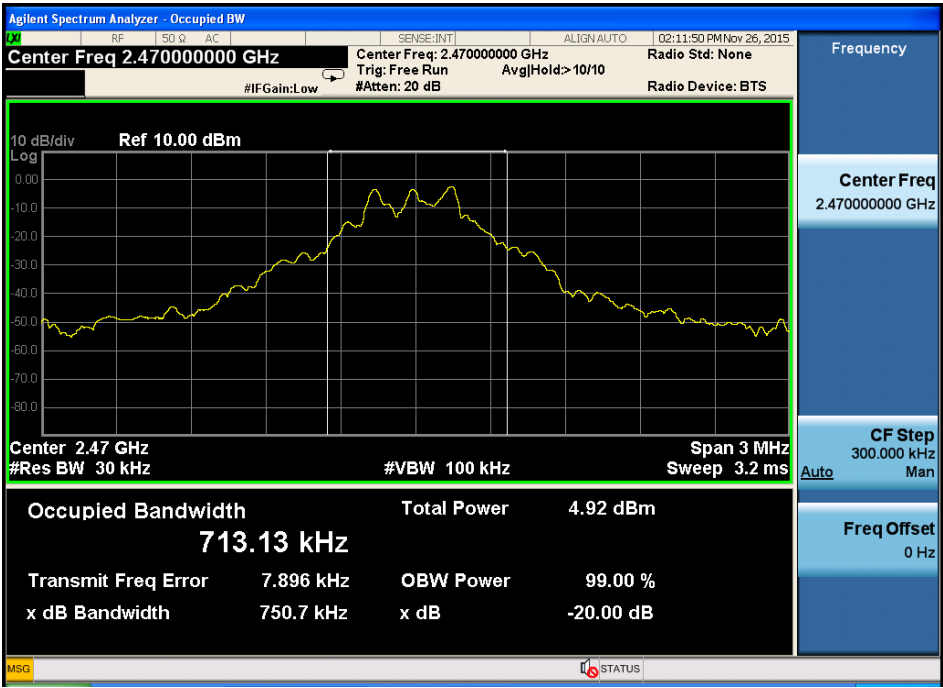 Agilent Spectrum Analyzer - Occupied BW
LXI RF 50 Ω AC SENSE:INT ALIGN AUTO 02:11:50 PM Nov 26, 2015
Center Freq 2.470000000 GHz
Center Freq: 2.470000000 GHz
Radio Std: None
Trig: Free Run Avg|Hold:>10/10
#IFGain:Low
#Atten: 20 dB
Radio Device: BTS
10 dB/div Ref 10.00 dBm
Log
0.00
-10.0
-20.0
-30.0
-40.0
-50.0
-60.0
-70.0
-80.0
Center 2.47 GHz Span 3 MHz
#Res BW 30 kHz #VBW 100 kHz Sweep 3.2 ms
Occupied Bandwidth Total Power 4.92 dBm
713.13 kHz
Transmit Freq Error 7.896 kHz OBW Power 99.00 %
x dB Bandwidth 750.7 kHz x dB -20.00 dB
Frequency
Center Freq
2.470000000 GHz
CF Step
300.000 kHz
Auto Man
Freq Offset
0 Hz
MSG STATUS